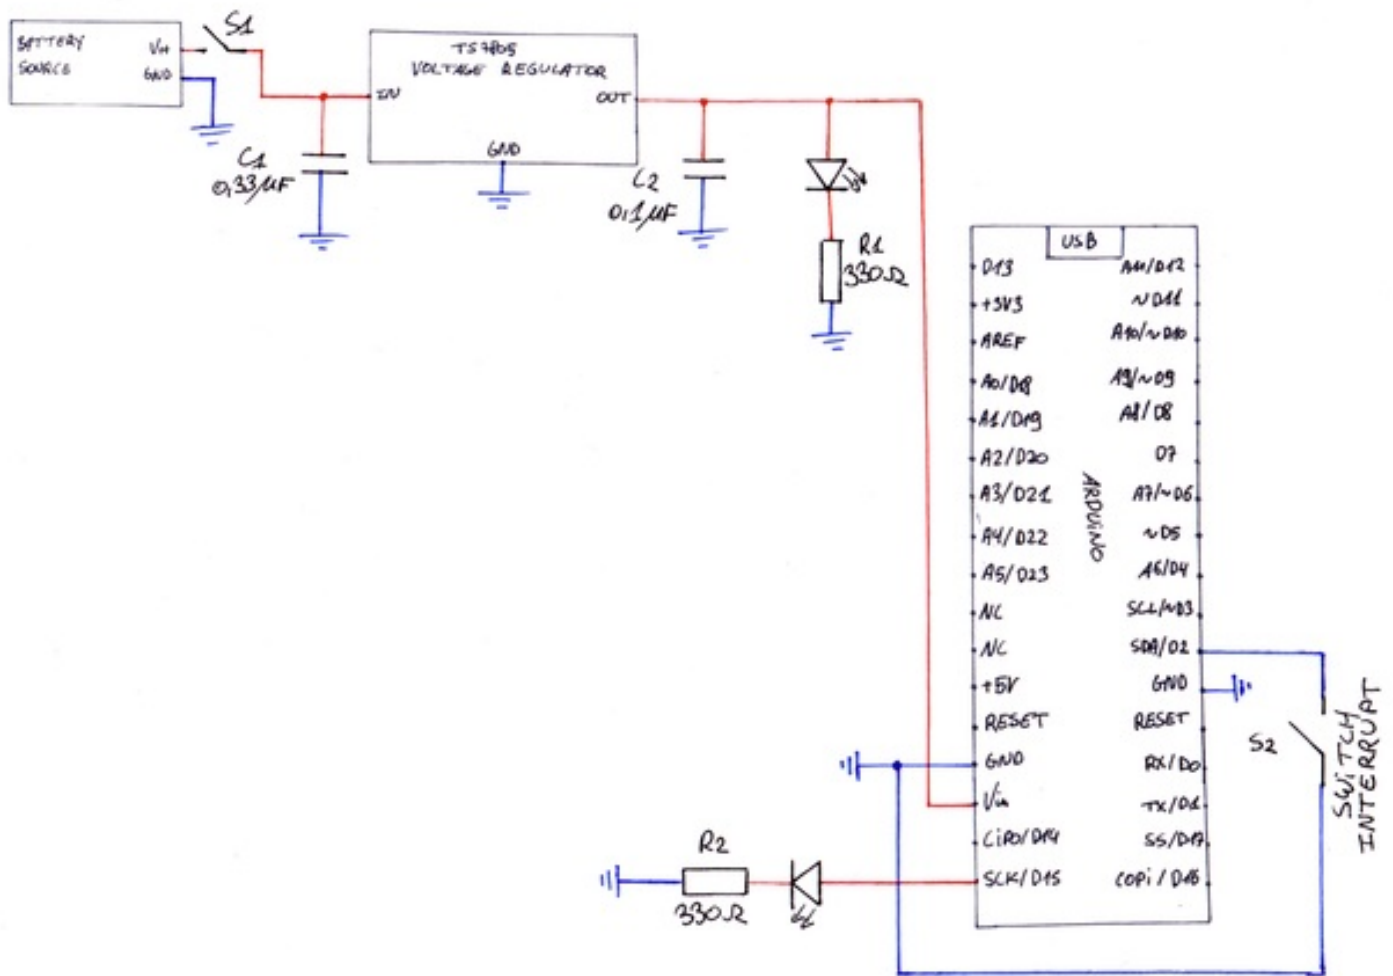 S1
BATTERY
SOURCE
Vin
GND
TS7805
VOLTAGE REGULATOR
IN
OUT
GND
C1
0,33µF
C2
0,1µF
R1
330Ω
USB
D13
+3V3
AREF
A0/D18
A1/D19
A2/D20
A3/D21
A4/D22
A5/D23
NC
NC
+5V
RESET
GND
Vin
CiPO/D14
SCK/D15
ARDUiNO
A11/D12
~D11
A10/~D10
A9/~D9
A8/D8
D7
A7/~D6
~D5
A6/D4
SCL/~D3
SDA/D2
GND
RESET
RX/D0
TX/D1
SS/D17
COPi/D16
S2
SWiTCH
INTERRUPT
R2
330Ω